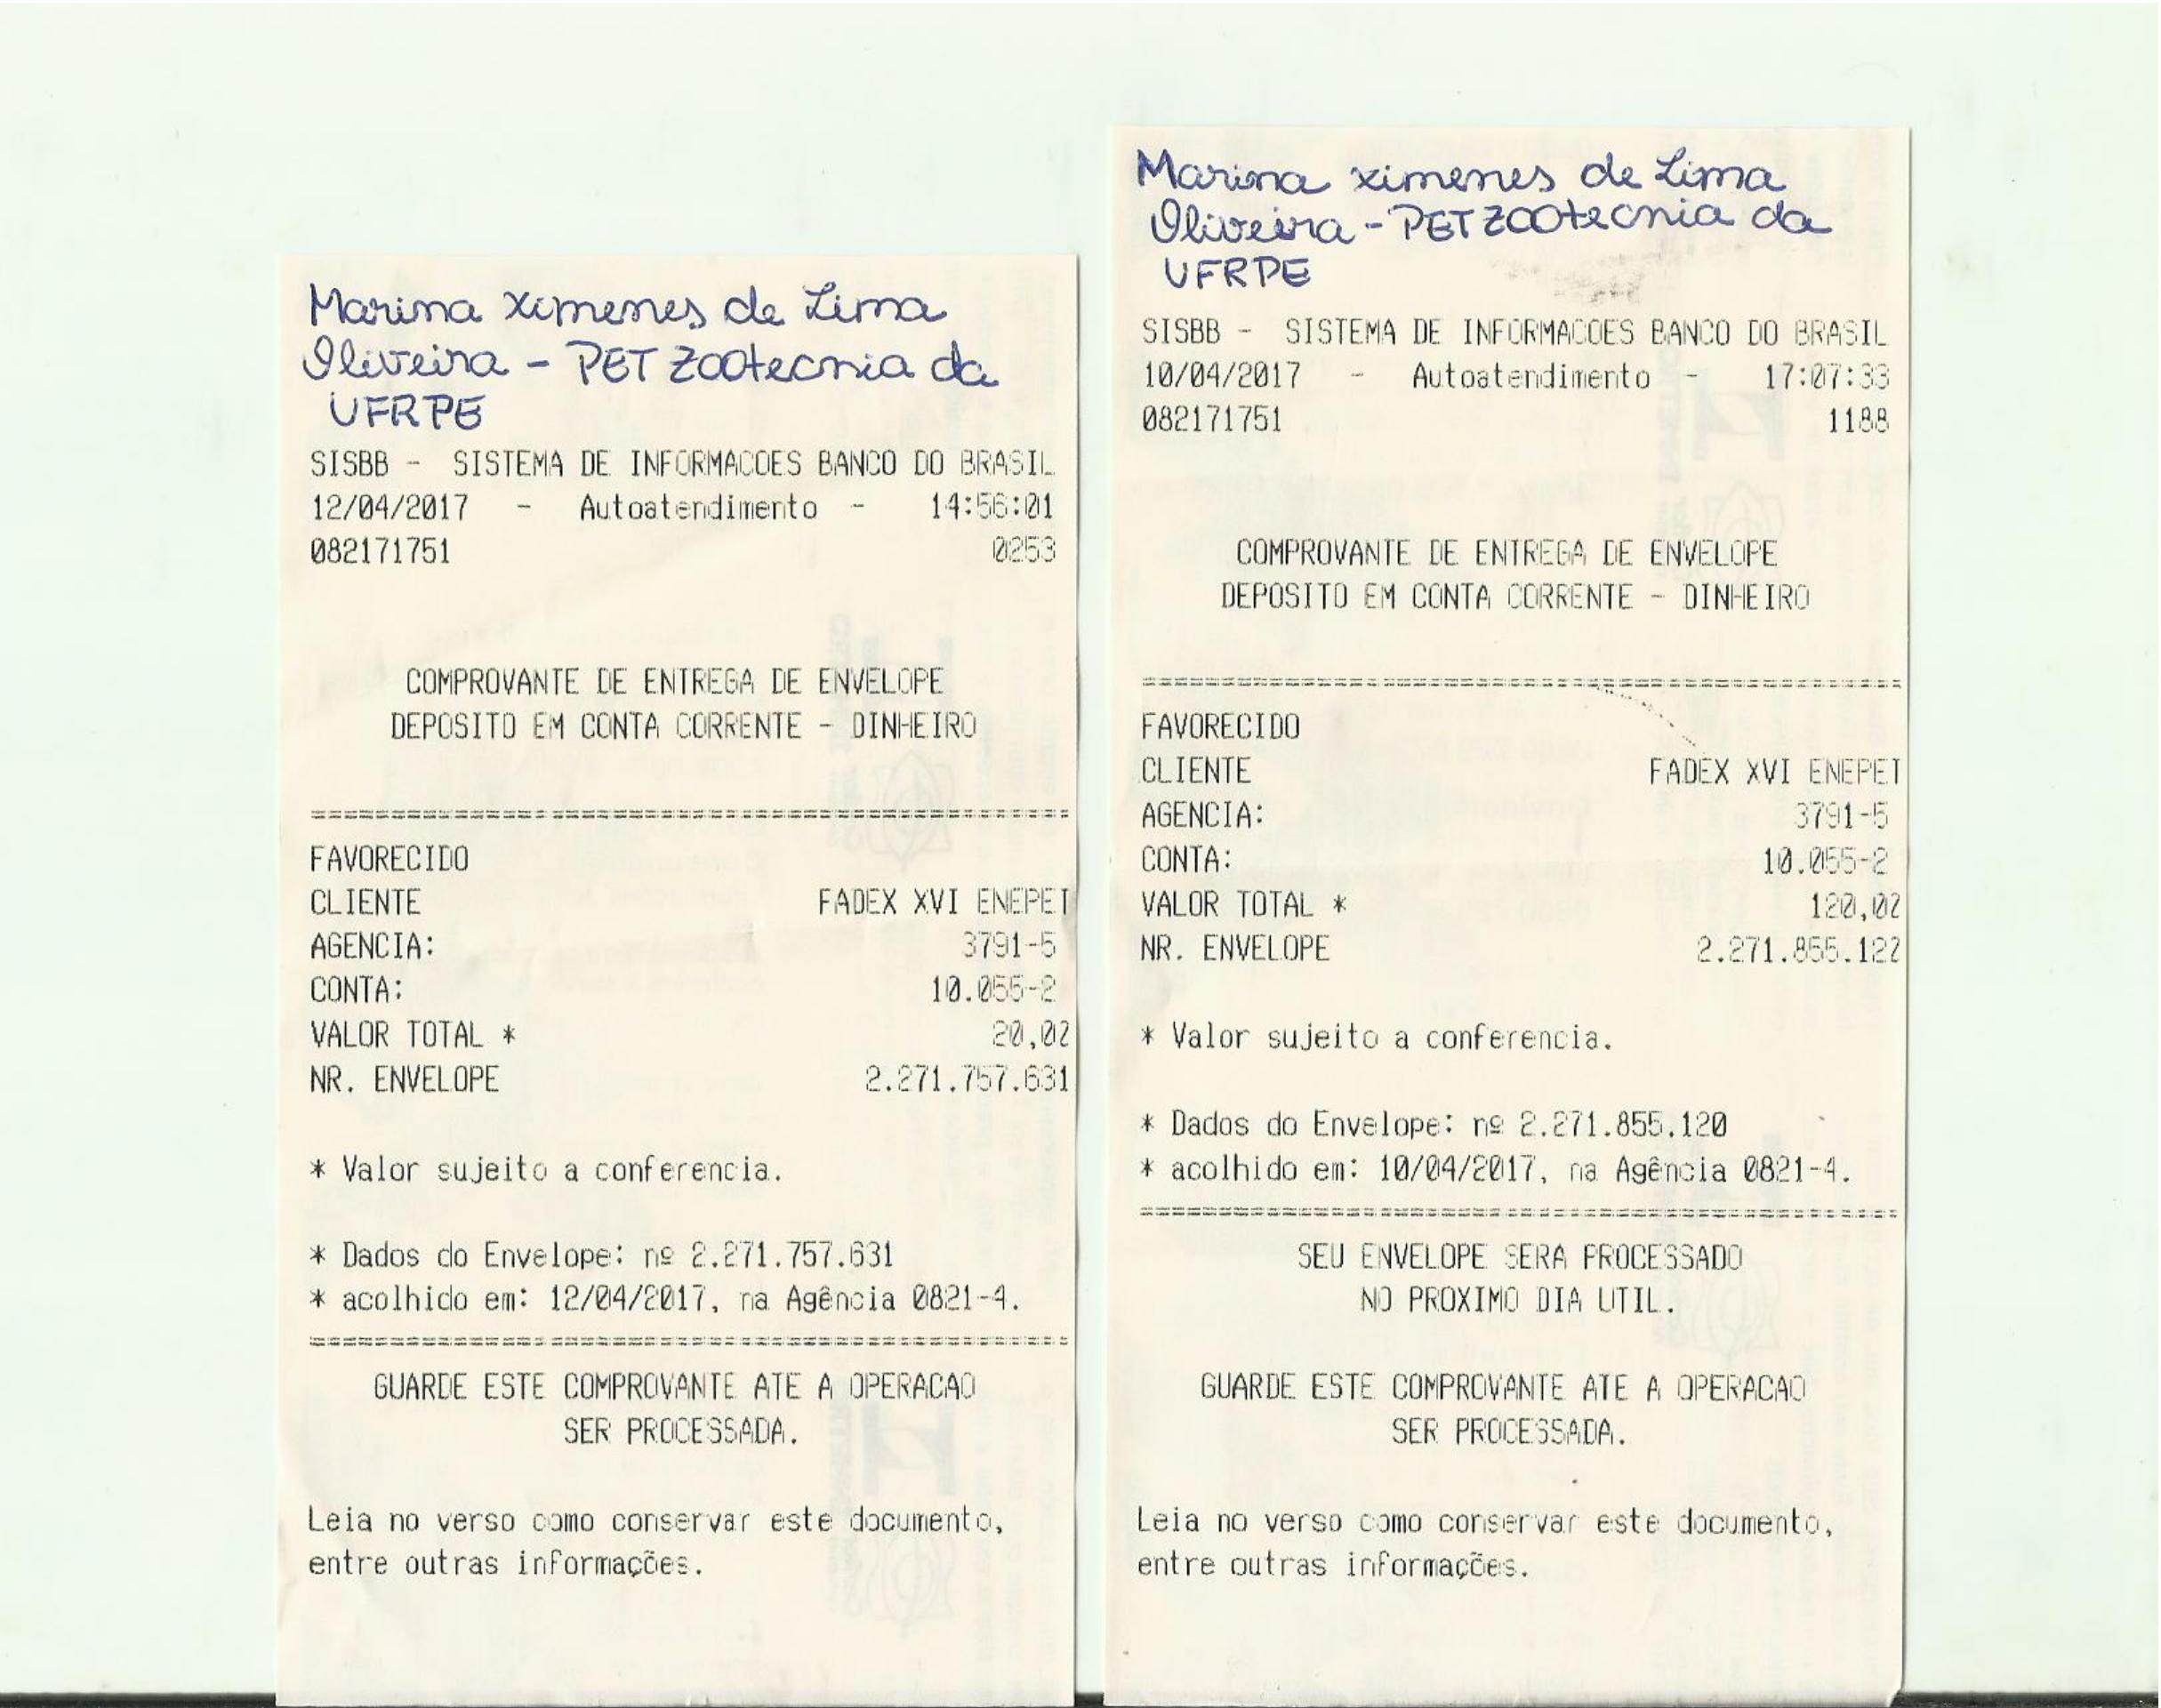 Marina Ximenes de Lima
Oliveira - PET Zootecnia da
UFRPE
SISBB - SISTEMA DE INFORMACOES BANCO DO BRASIL
12/04/2017 - Autoatendimento - 14:56:01
082171751 0253
COMPROVANTE DE ENTREGA DE ENVELOPE
DEPOSITO EM CONTA CORRENTE - DINHEIRO
FAVORECIDO
CLIENTE FADEX XVI ENEPET
AGENCIA: 3791-5
CONTA: 10.055-2
VALOR TOTAL * 20,02
NR. ENVELOPE 2.271.757.631
* Valor sujeito a conferencia.
* Dados do Envelope: nº 2.271.757.631
* acolhido em: 12/04/2017, na Agência 0821-4.
GUARDE ESTE COMPROVANTE ATE A OPERACAO
SER PROCESSADA.
Leia no verso como conservar este documento,
entre outras informações.
Marina ximenes de Lima
Oliveira - PET Zootecnia da
UFRPE
SISBB - SISTEMA DE INFORMACOES BANCO DO BRASIL
10/04/2017 - Autoatendimento - 17:07:33
082171751 1188
COMPROVANTE DE ENTREGA DE ENVELOPE
DEPOSITO EM CONTA CORRENTE - DINHEIRO
FAVORECIDO
CLIENTE FADEX XVI ENEPET
AGENCIA: 3791-5
CONTA: 10.055-2
VALOR TOTAL * 120,02
NR. ENVELOPE 2.271.855.122
* Valor sujeito a conferencia.
* Dados do Envelope: nº 2.271.855.120
* acolhido em: 10/04/2017, na Agência 0821-4.
SEU ENVELOPE SERA PROCESSADO
NO PROXIMO DIA UTIL.
GUARDE ESTE COMPROVANTE ATE A OPERACAO
SER PROCESSADA.
Leia no verso como conservar este documento,
entre outras informações.